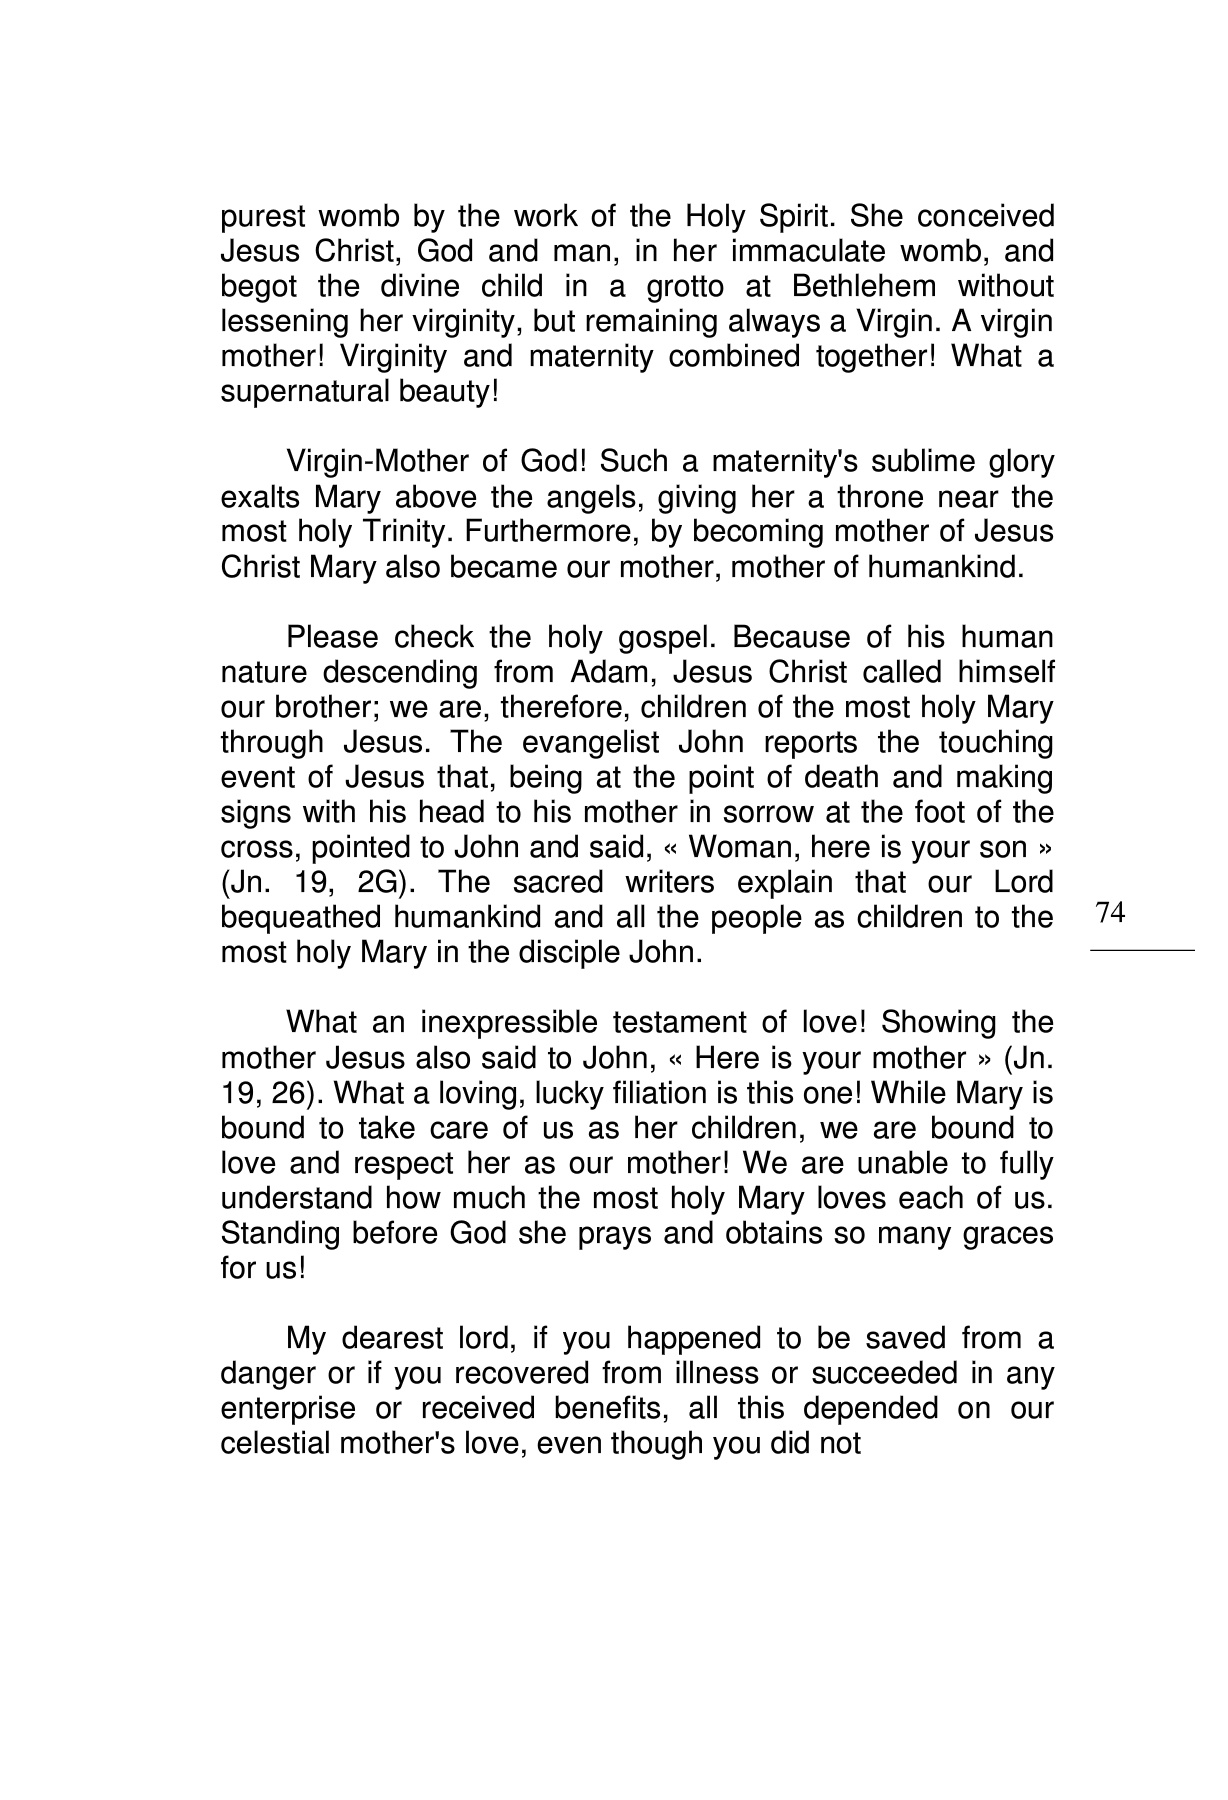 purest womb by the work of the Holy Spirit. She conceived
Jesus Christ, God and man, in her immaculate womb, and
begot the divine child in a grotto at Bethlehem without
lessening her virginity, but remaining always a Virgin. A virgin
mother! Virginity and maternity combined together! What a
supernatural beauty!
Virgin-Mother of God! Such a maternity's sublime glory
exalts Mary above the angels, giving her a throne near the
most holy Trinity. Furthermore, by becoming mother of Jesus
Christ Mary also became our mother, mother of humankind.
Please check the holy gospel. Because of his human
nature descending from Adam, Jesus Christ called himself
our brother; we are, therefore, children of the most holy Mary
through Jesus. The evangelist John reports the touching
event of Jesus that, being at the point of death and making
signs with his head to his mother in sorrow at the foot of the
cross, pointed to John and said, « Woman, here is your son »
(Jn. 19, 2G). The sacred writers explain that our Lord
bequeathed humankind and all the people as children to the
most holy Mary in the disciple John.
74
What an inexpressible testament of love! Showing the
mother Jesus also said to John, « Here is your mother » (Jn.
19, 26). What a loving, lucky filiation is this one! While Mary is
bound to take care of us as her children, we are bound to
love and respect her as our mother! We are unable to fully
understand how much the most holy Mary loves each of us.
Standing before God she prays and obtains so many graces
for us!
My dearest lord, if you happened to be saved from a
danger or if you recovered from illness or succeeded in any
enterprise or received benefits, all this depended on our
celestial mother's love, even though you did not